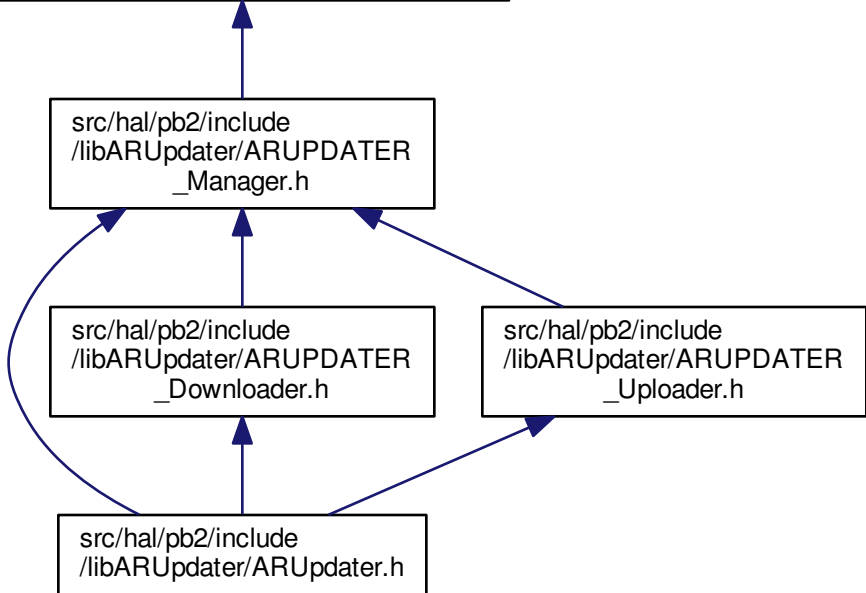 src/hal/pb2/include
/libARUpdater/ARUPDATER
_Manager.h
src/hal/pb2/include
/libARUpdater/ARUPDATER
_Downloader.h
src/hal/pb2/include
/libARUpdater/ARUPDATER
_Uploader.h
src/hal/pb2/include
/libARUpdater/ARUpdater.h